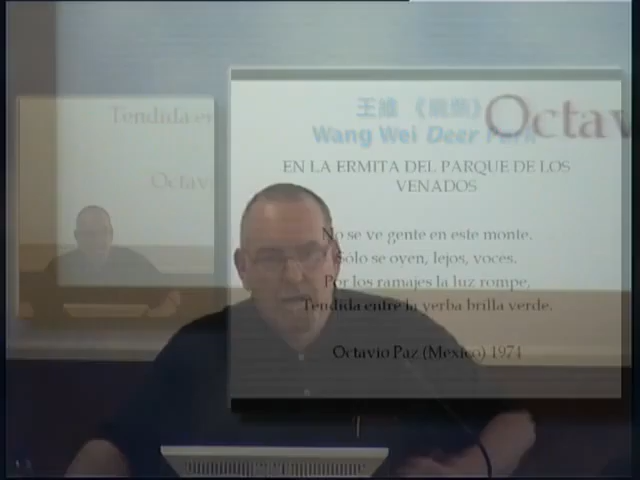 Tendida en
Octavi
王維 《鹿柴》
Octav
Wang Wei Deer Park
EN LA ERMITA DEL PARQUE DE LOS
VENADOS
No se ve gente en este monte.
Sólo se oyen, lejos, voces.
Por los ramajes la luz rompe,
Tendida entre la yerba brilla verde.
Octavio Paz (Mexico) 1971